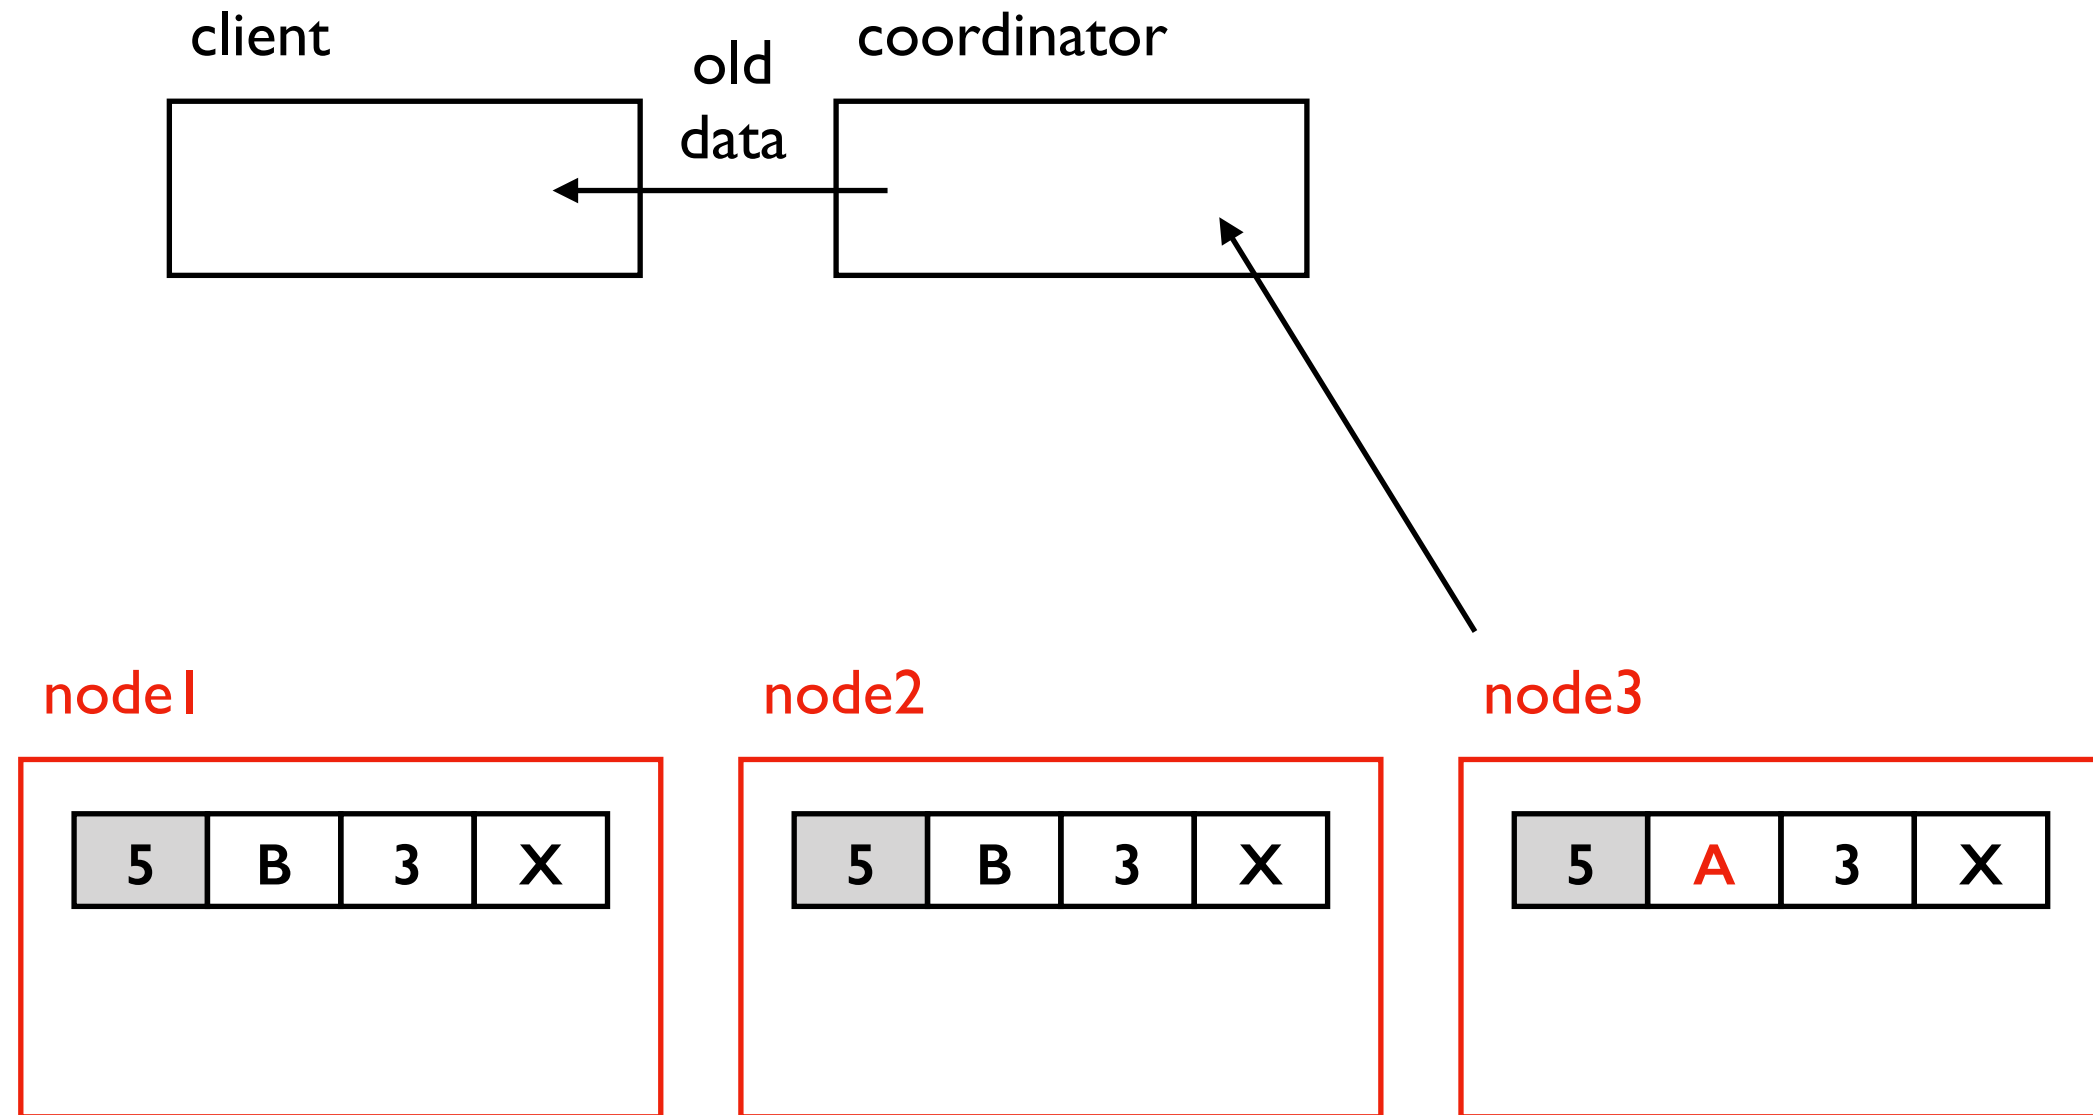 client
old
data
coordinator
node1
node2
node3
5 B 3 X
5 B 3 X
5 A 3 X